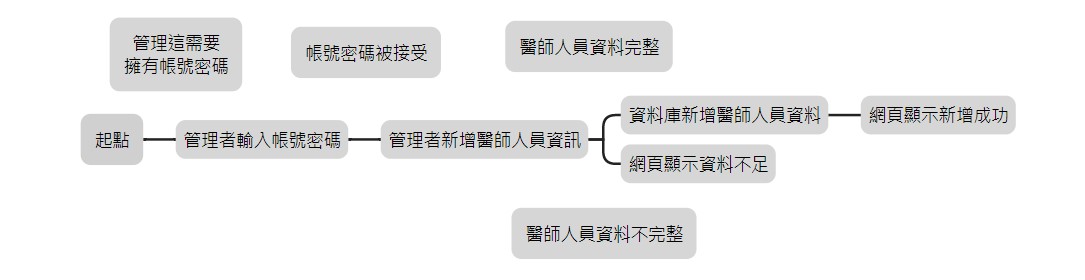 管理這需要
擁有帳號密碼
帳號密碼被接受
醫師人員資料完整
起點
管理者輸入帳號密碼
管理者新增醫師人員資訊
資料庫新增醫師人員資料
網頁顯示新增成功
網頁顯示資料不足
醫師人員資料不完整